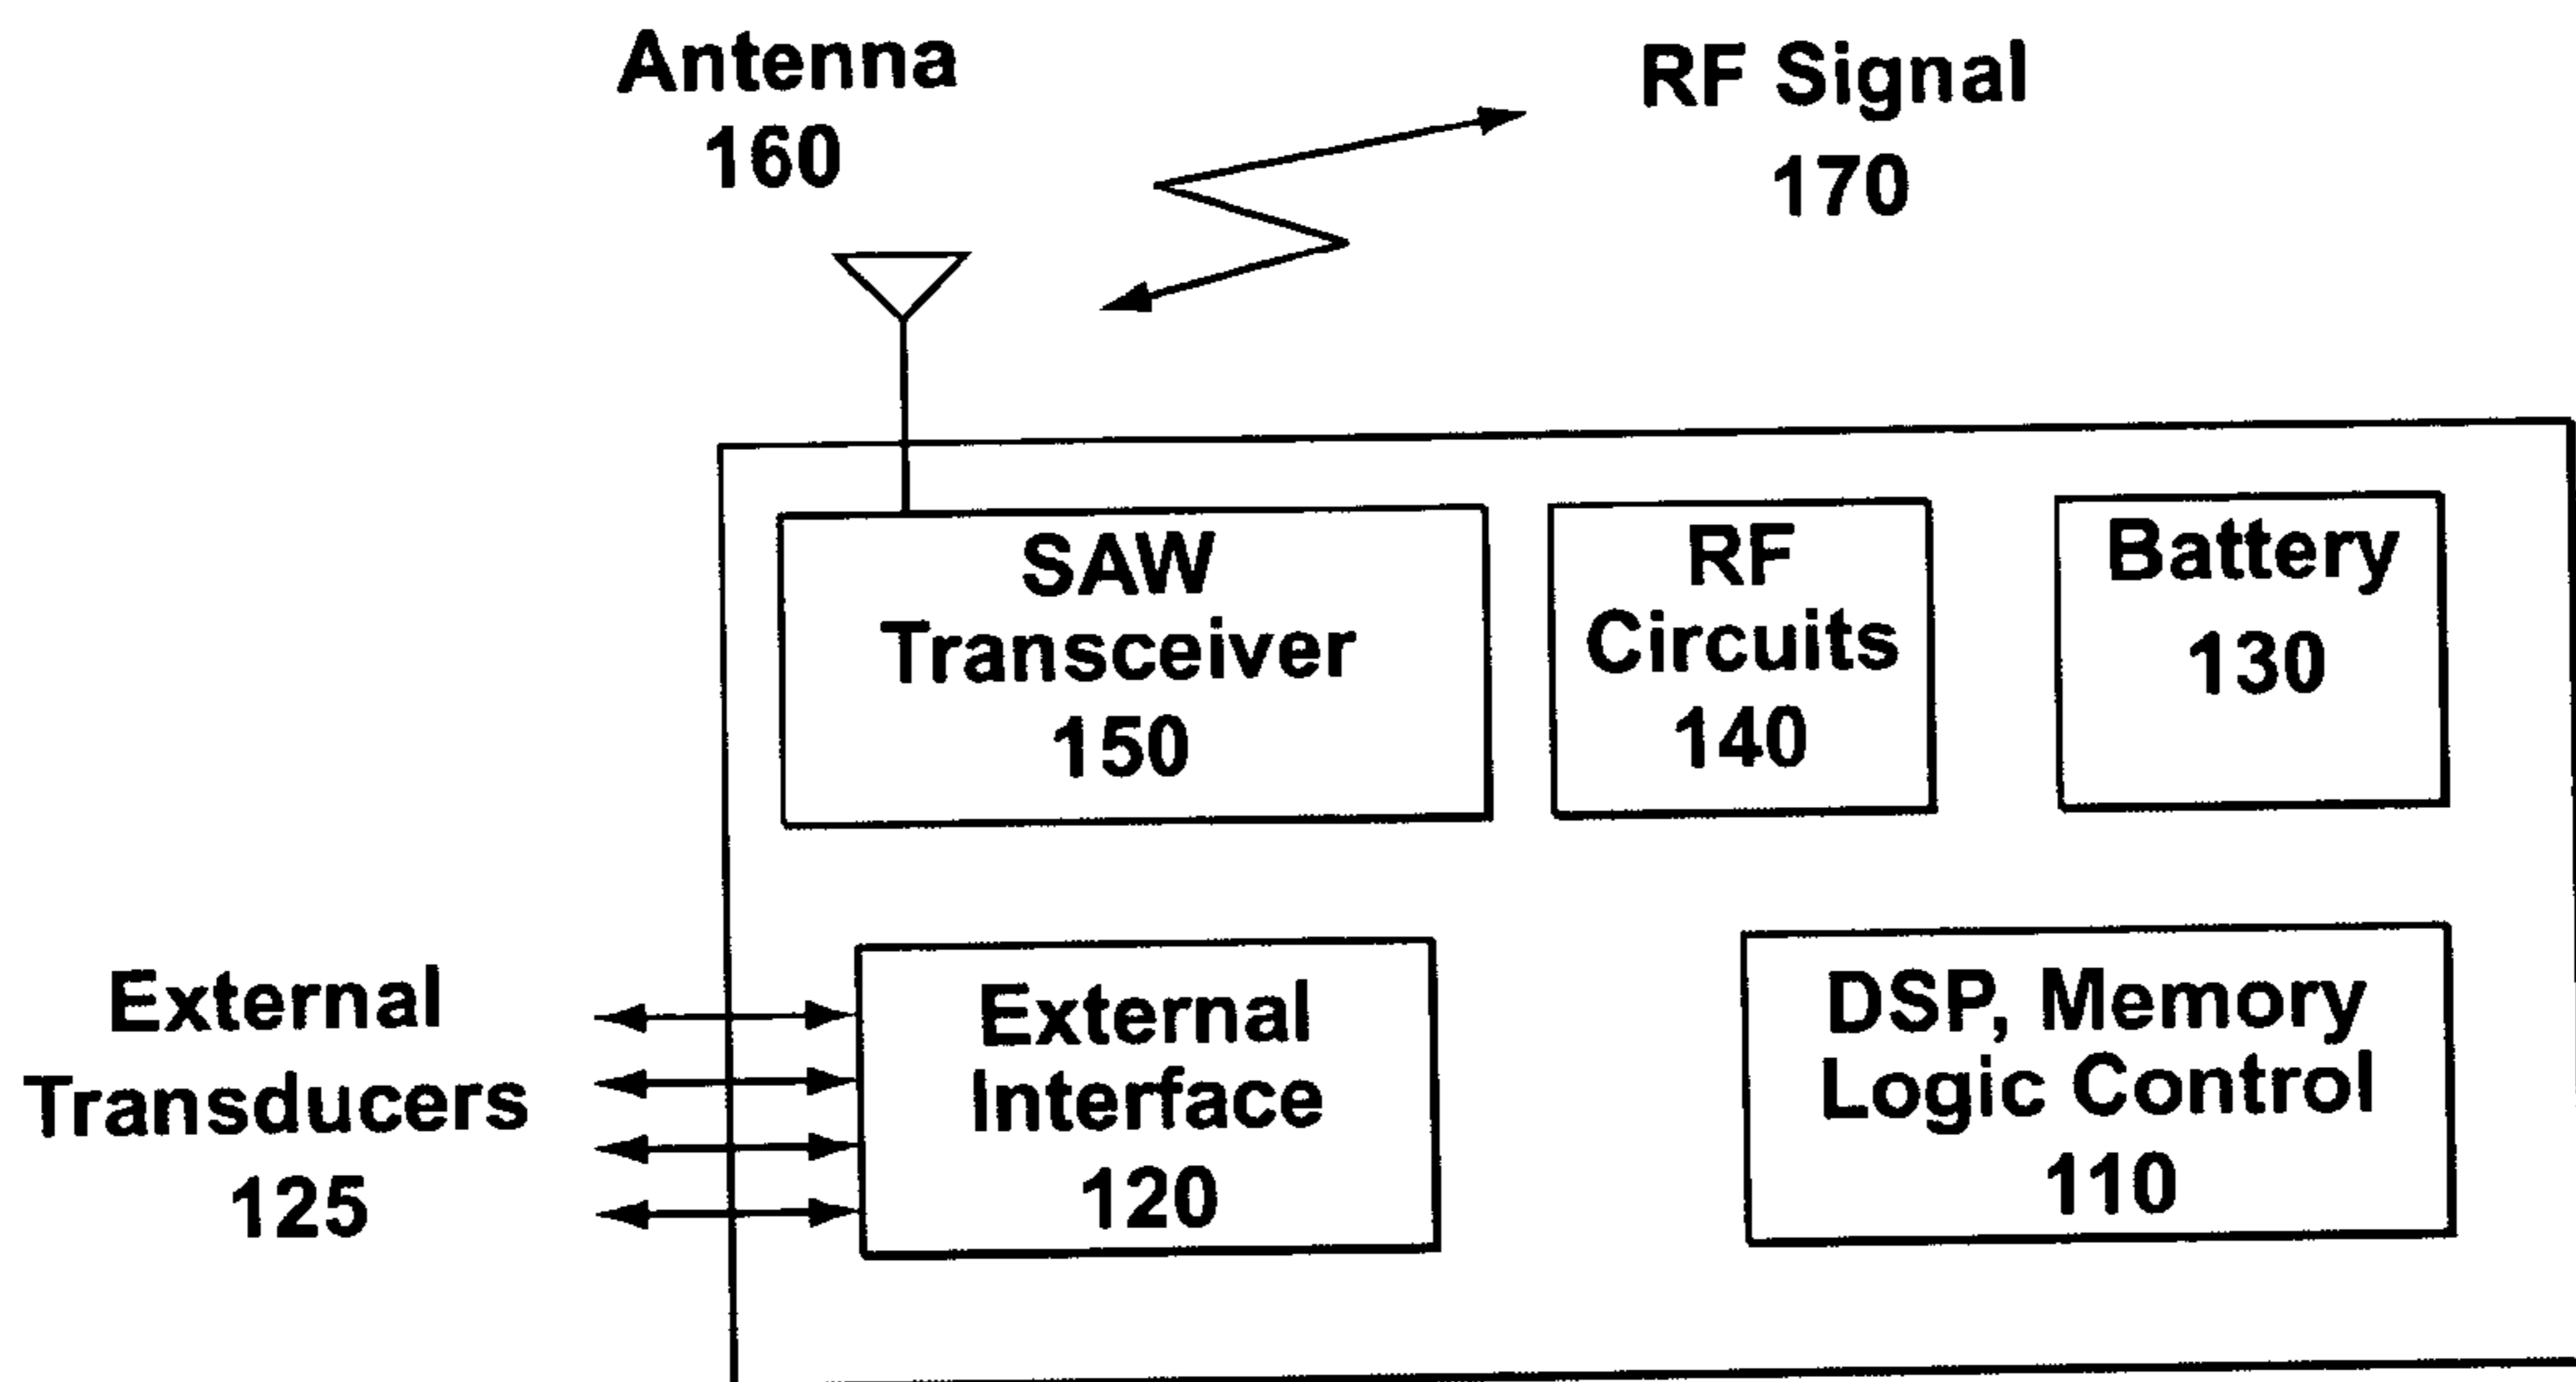 Antenna
160
RF Signal
170
SAW
Transceiver
150
RF
Circuits
140
Battery
130
External
Transducers
125
External
Interface
120
DSP, Memory
Logic Control
110